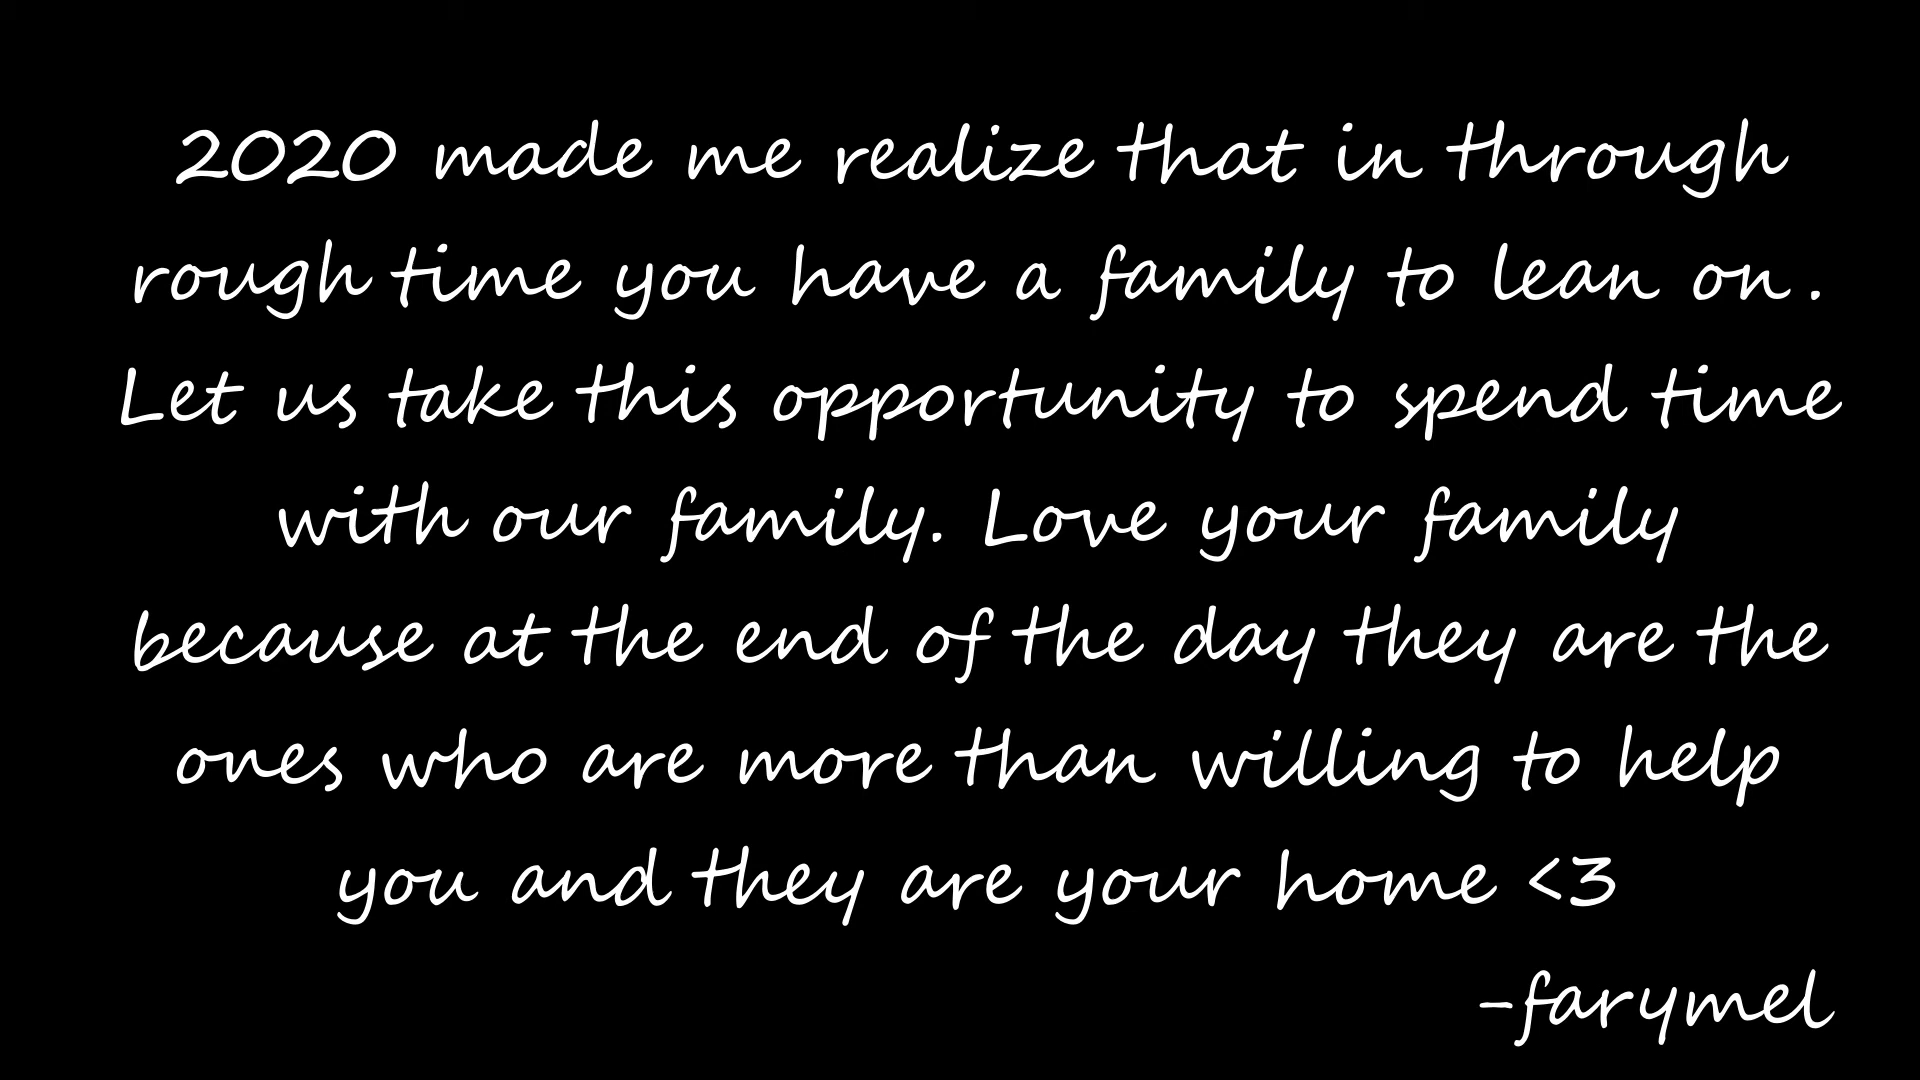 2020 made me realize that in through
rough time you have a family to lean on.
Let us take this opportunity to spend time
with our family. Love your family
because at the end of the day they are the
ones who are more than willing to help
you and they are your home <3
-farymel